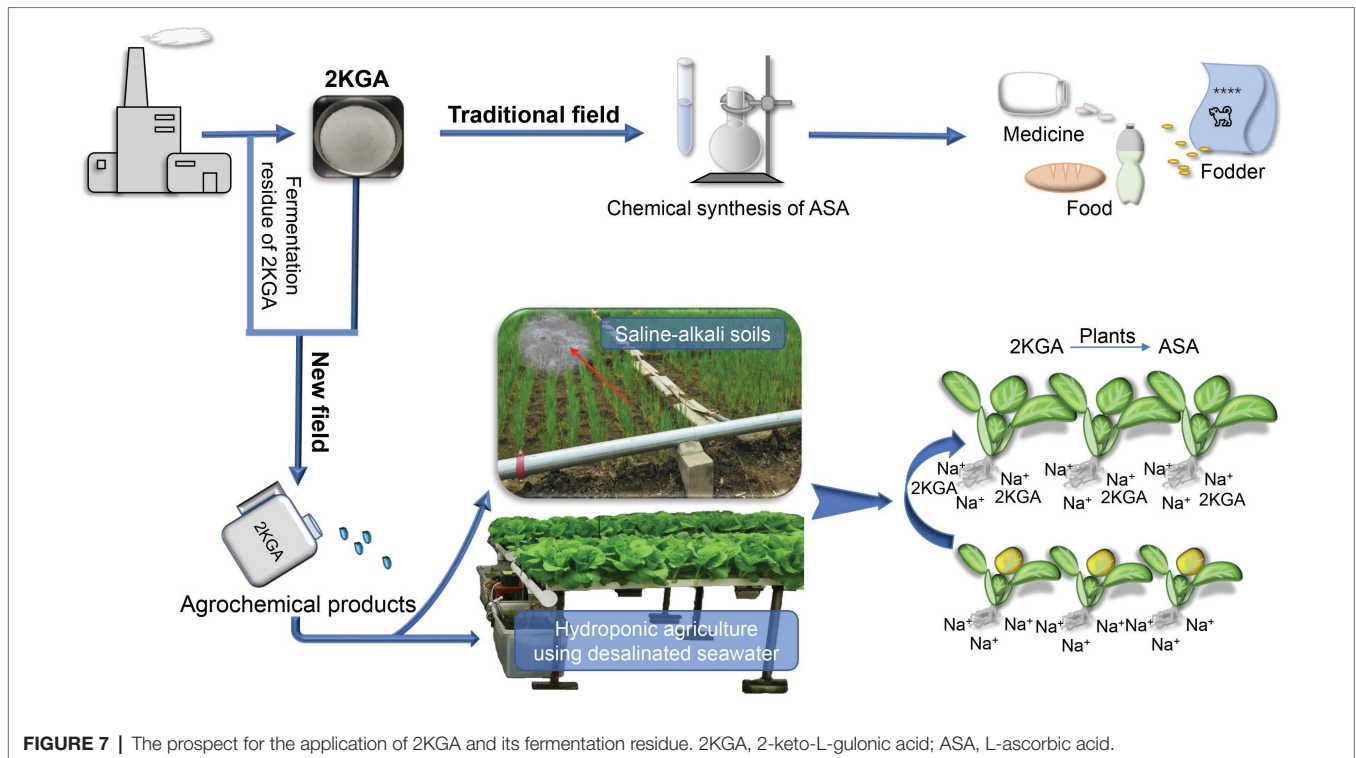 2KGA
Traditional field
Fermentation
residue of 2KGA
Chemical synthesis of ASA
Medicine
Food
****
Fodder
New field
2KGA
Agrochemical products
Saline-alkali soils
Hydroponic agriculture
using desalinated seawater
2KGA Plants ASA
Na⁺ Na⁺ Na⁺ Na⁺ Na⁺ Na⁺
2KGA 2KGA 2KGA 2KGA
Na⁺ Na⁺ Na⁺
Na⁺ Na⁺ Na⁺ Na⁺ Na⁺ Na⁺
Na⁺ Na⁺ Na⁺
FIGURE 7 | The prospect for the application of 2KGA and its fermentation residue. 2KGA, 2-keto-L-gulonic acid; ASA, L-ascorbic acid.